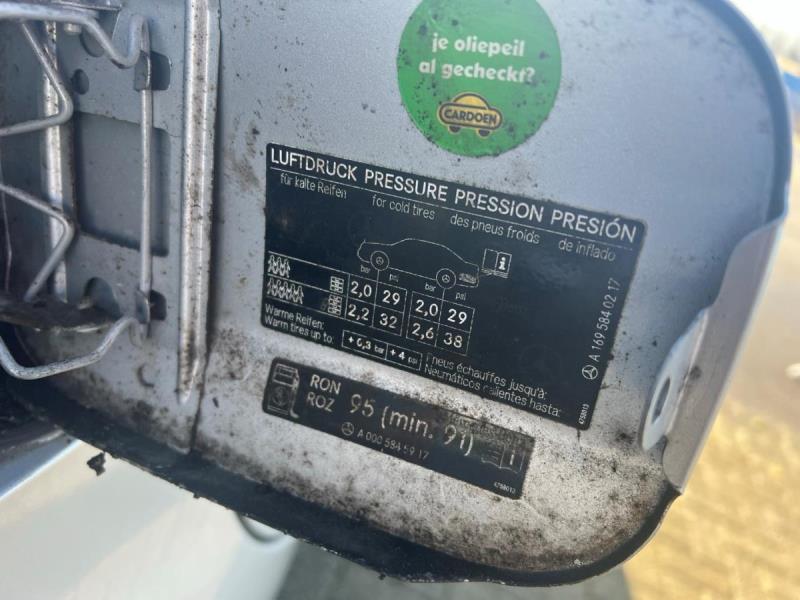 je oliepeil
al gecheckt?
CARDOEN
LUFTDRUCK PRESSURE PRESSION PRESIÓN
für kalte Reifen for cold tires des pneus froids de inflado
bar psi bar psi
2,0 29 2,0 29
2,2 32 2,6 38
Warme Reifen: Pneus échauffes jusqu'à:
Warm tires up to: + 0,3 bar + 4 psi Neumáticos calientes hasta:
A 169 584 02 17
RON
ROZ 95 (min. 91)
A 000 584 59 17